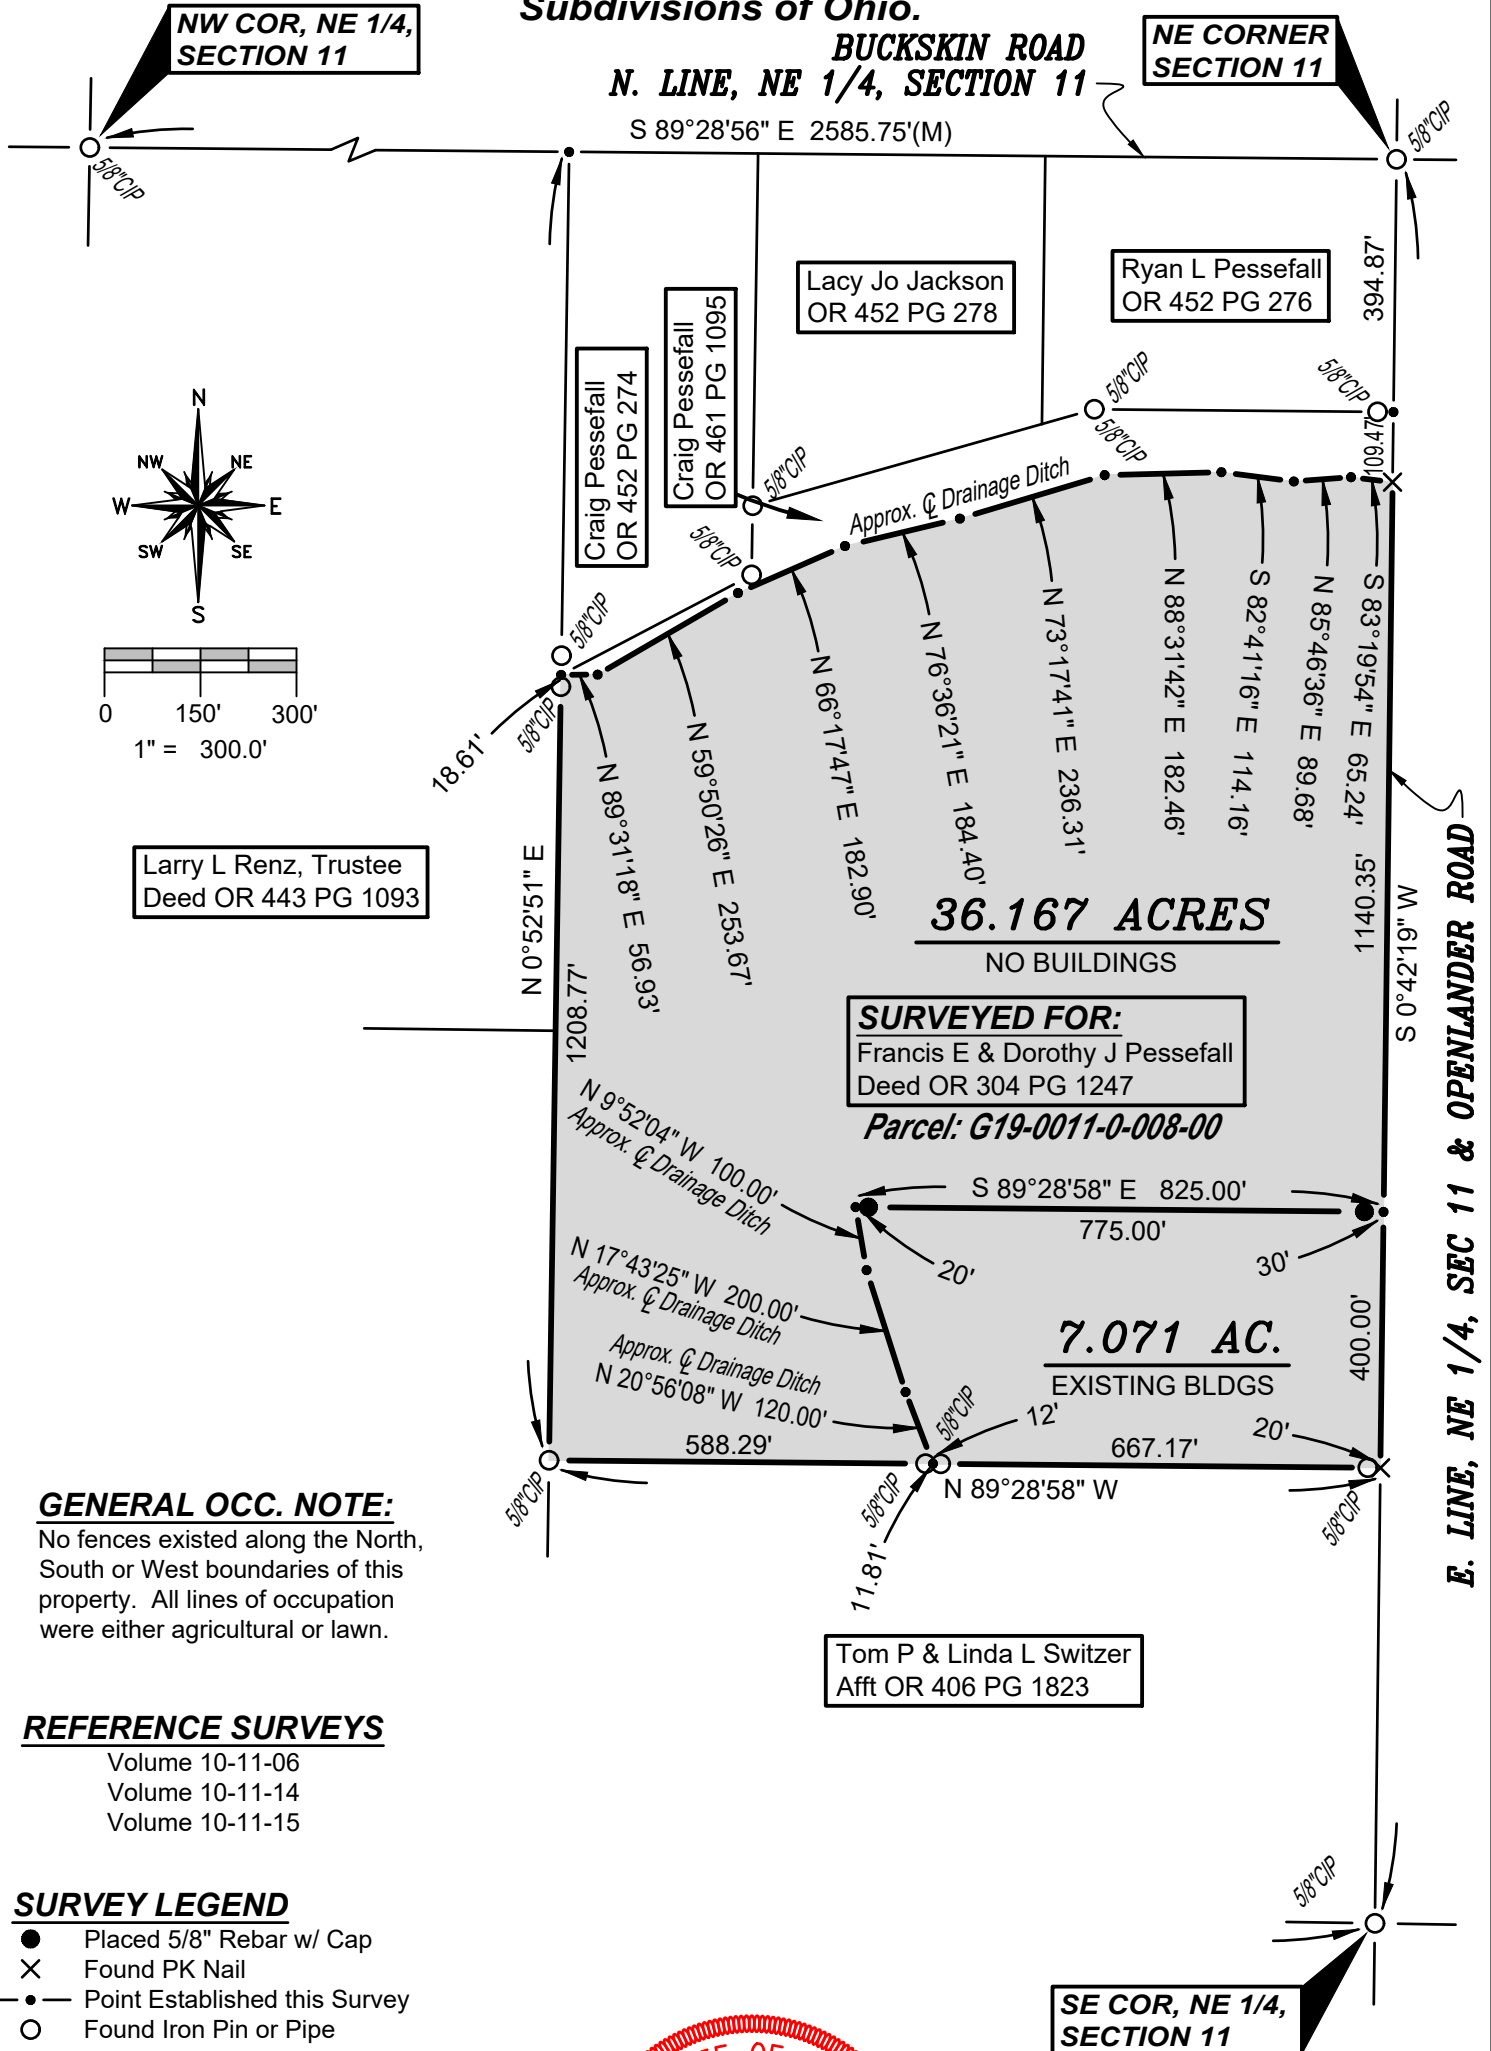 Subdivisions of Ohio.
NW COR, NE 1/4,
SECTION 11
BUCKSKIN ROAD
N. LINE, NE 1/4, SECTION 11
NE CORNER
SECTION 11
S 89°28'56" E 2585.75'(M)
5/8"CIP
5/8"CIP
394.87'
Lacy Jo Jackson
OR 452 PG 278
Ryan L Pessefall
OR 452 PG 276
Craig Pessefall
OR 461 PG 1095
Craig Pessefall
OR 452 PG 274
5/8"CIP
5/8"CIP
5/8"CIP
109.47'
5/8"CIP
5/8"CIP
Approx. ℄ Drainage Ditch
N
NW
NE
W
E
SW
SE
S
0
150'
300'
1" = 300.0'
5/8"CIP
5/8"CIP
18.61'
N 89°31'18" E 56.93'
N 59°50'26" E 253.67'
N 66°17'47" E 182.90'
N 76°36'21" E 184.40'
N 73°17'41" E 236.31'
N 88°31'42" E 182.46'
S 82°41'16" E 114.16'
N 85°46'36" E 89.68'
S 83°19'54" E 65.24'
Larry L Renz, Trustee
Deed OR 443 PG 1093
N 0°52'51" E
1208.77'
1140.35'
S 0°42'19" W
E. LINE, NE 1/4, SEC 11 & OPENLANDER ROAD
36.167 ACRES
NO BUILDINGS
SURVEYED FOR:
Francis E & Dorothy J Pessefall
Deed OR 304 PG 1247
Parcel: G19-0011-0-008-00
N 9°52'04" W 100.00'
Approx. ℄ Drainage Ditch
S 89°28'58" E 825.00'
775.00'
20'
30'
N 17°43'25" W 200.00'
Approx. ℄ Drainage Ditch
Approx. ℄ Drainage Ditch
N 20°56'08" W 120.00'
7.071 AC.
EXISTING BLDGS
400.00'
5/8"CIP
12'
20'
588.29'
667.17'
N 89°28'58" W
5/8"CIP
5/8"CIP
5/8"CIP
11.81'
GENERAL OCC. NOTE:
No fences existed along the North,
South or West boundaries of this
property. All lines of occupation
were either agricultural or lawn.
Tom P & Linda L Switzer
Afft OR 406 PG 1823
REFERENCE SURVEYS
Volume 10-11-06
Volume 10-11-14
Volume 10-11-15
5/8"CIP
SURVEY LEGEND
Placed 5/8" Rebar w/ Cap
Found PK Nail
Point Established this Survey
Found Iron Pin or Pipe
SE COR, NE 1/4,
SECTION 11